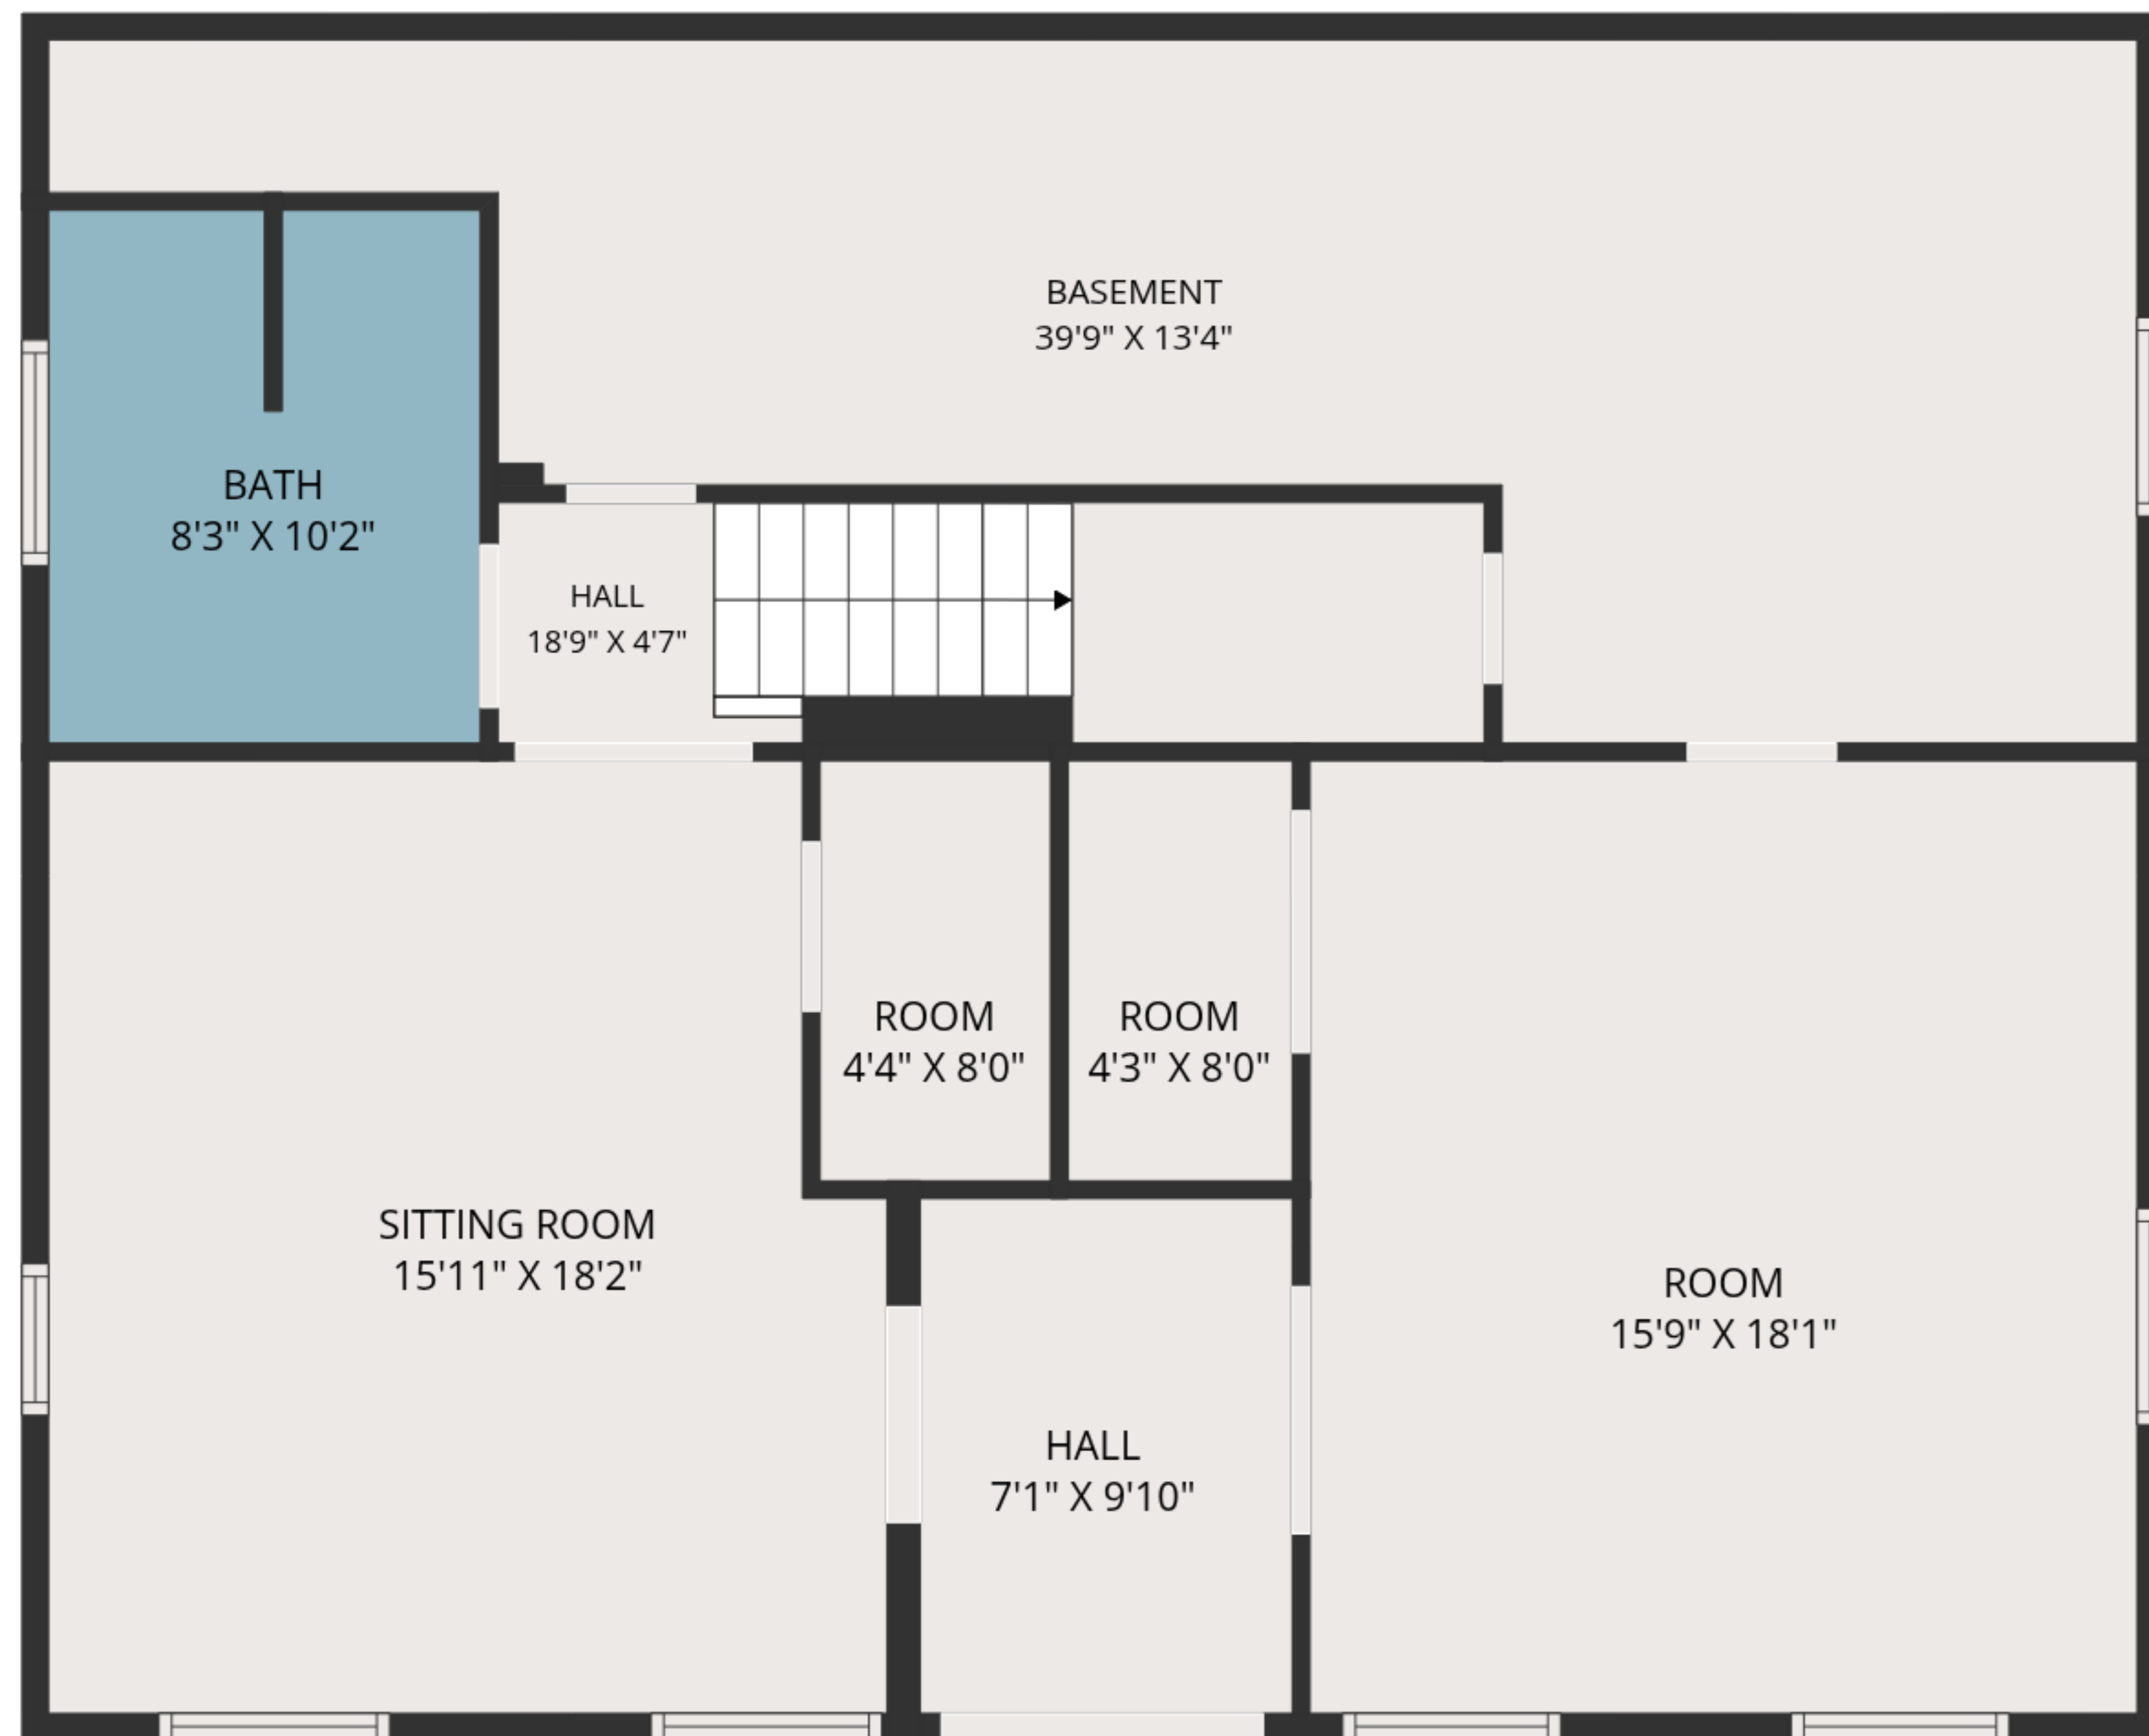 BASEMENT
39'9" X 13'4"
BATH
8'3" X 10'2"
HALL
18'9" X 4'7"
ROOM
4'4" X 8'0"
ROOM
4'3" X 8'0"
SITTING ROOM
15'11" X 18'2"
ROOM
15'9" X 18'1"
HALL
7'1" X 9'10"